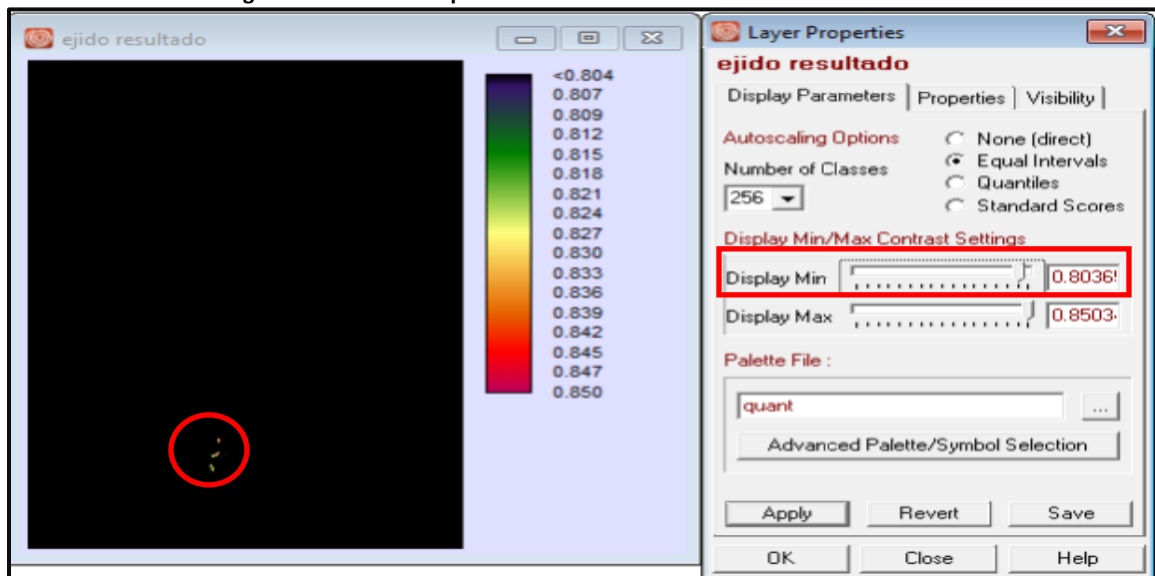 ejido resultado
<0.804
0.807
0.809
0.812
0.815
0.818
0.821
0.824
0.827
0.830
0.833
0.836
0.839
0.842
0.845
0.847
0.850
Layer Properties
ejido resultado
Display Parameters Properties Visibility
Autoscaling Options
Number of Classes
256
None (direct)
Equal Intervals
Quantiles
Standard Scores
Display Min/Max Contrast Settings
Display Min 0.8036
Display Max 0.8503
Palette File :
quant
...
Advanced Palette/Symbol Selection
Apply Revert Save
OK Close Help